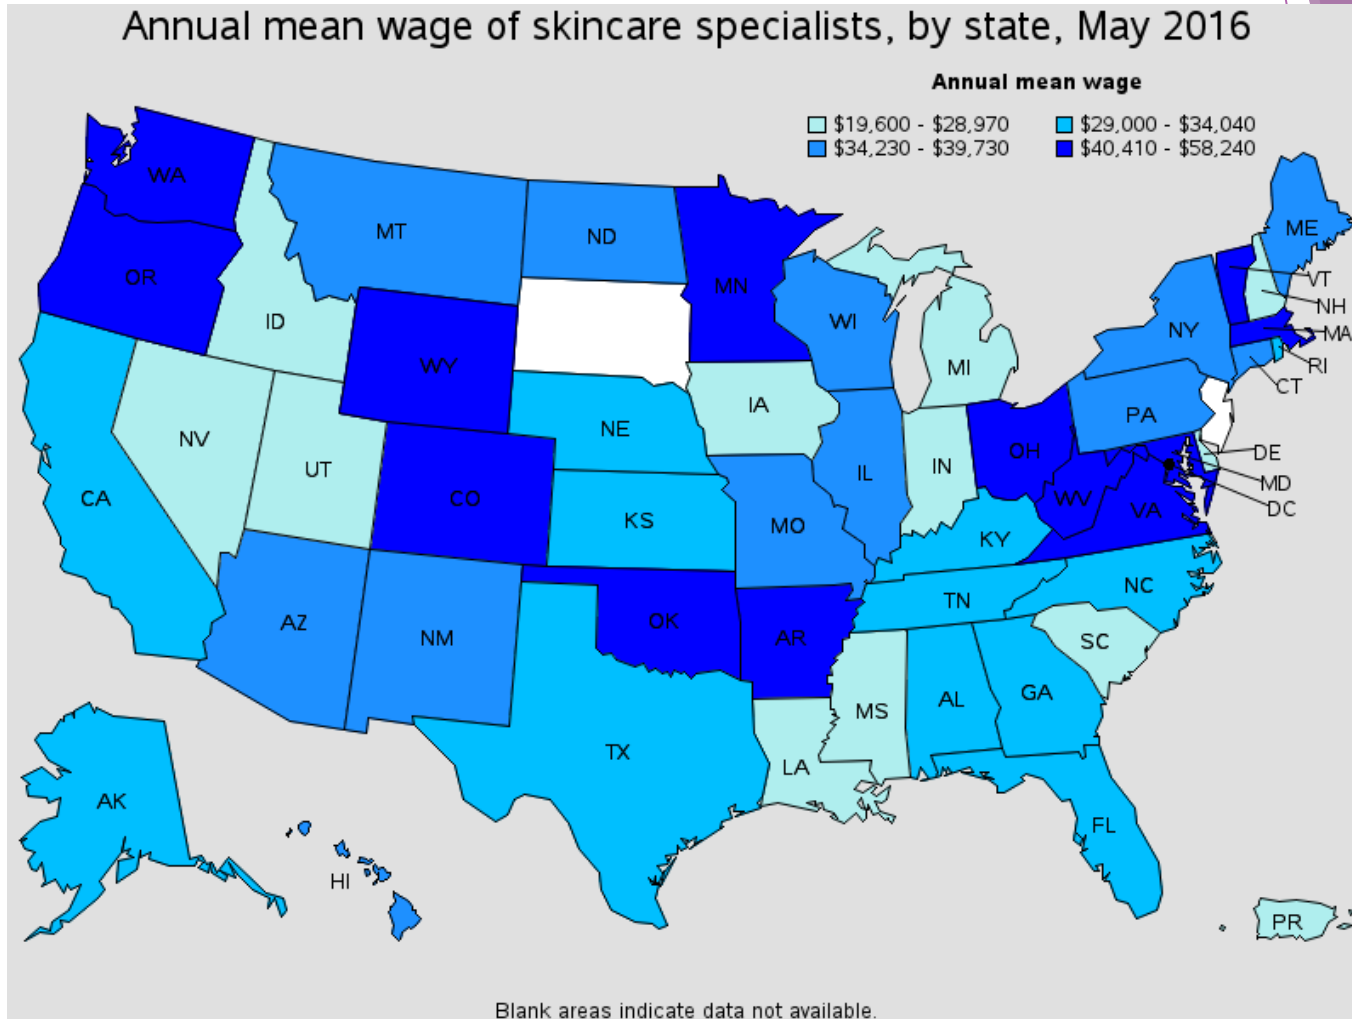 Annual mean wage of skincare specialists, by state, May 2016
Annual mean wage
$19,600 - $28,970 $29,000 - $34,040
$34,230 - $39,730 $40,410 - $58,240
WA
MT
ND
ME
OR
MN
VT
ID
WI
NY
NH
MA
WY
MI
RI
CT
IA
PA
NV
NE
UT
IL
IN
OH
DE
CA
CO
WV
MD
KS
MO
VA
DC
KY
AZ
NM
OK
AR
TN
NC
SC
MS
AL
GA
TX
LA
AK
FL
HI
PR
Blank areas indicate data not available.